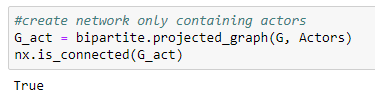 #create network only containing actors
G_act = bipartite.projected_graph(G, Actors)
nx.is_connected(G_act)
True